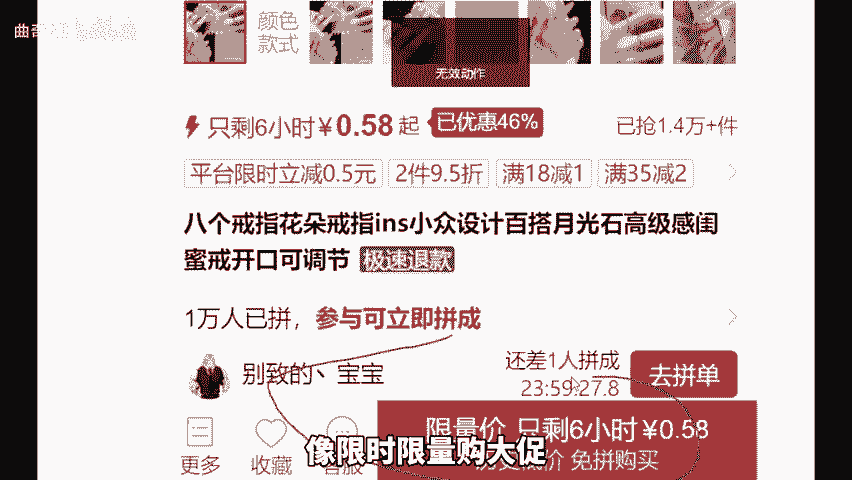 颜色
款式
无效动作
只剩6小时¥0.58起 已优惠46% 已抢1.4万+件
平台限时立减0.5元 2件9.5折 满18减1 满35减2
八个戒指花朵戒指ins小众设计百搭月光石高级感闺
蜜戒开口可调节 极速退款
1万人已拼，参与可立即拼成
别致的、宝宝 还差1人拼成 去拼单
23:59:27.8
限量价 只剩6小时 ¥0.58
更多 收藏 客服 免拼购买
像限时限量购大促